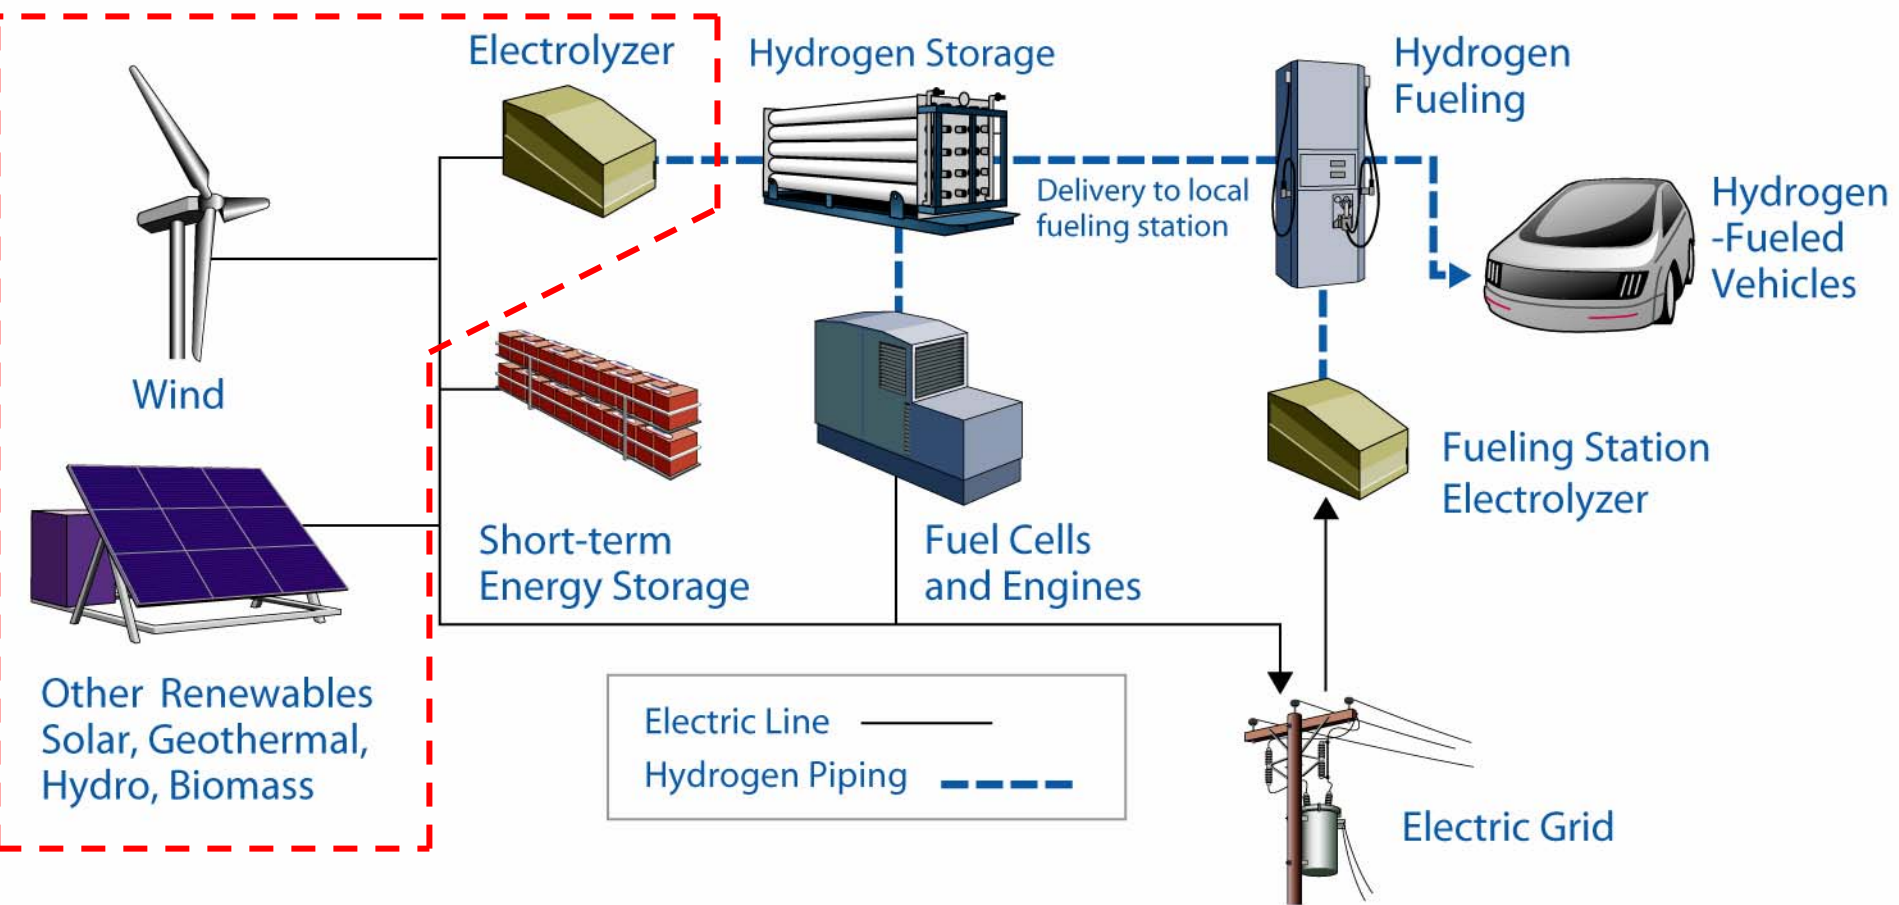 Electrolyzer
Hydrogen Storage
Hydrogen
Fueling
Delivery to local
fueling station
Hydrogen
-Fueled
Vehicles
Wind
Fueling Station
Electrolyzer
Short-term
Energy Storage
Fuel Cells
and Engines
Other Renewables
Solar, Geothermal,
Hydro, Biomass
Electric Line
Hydrogen Piping
Electric Grid